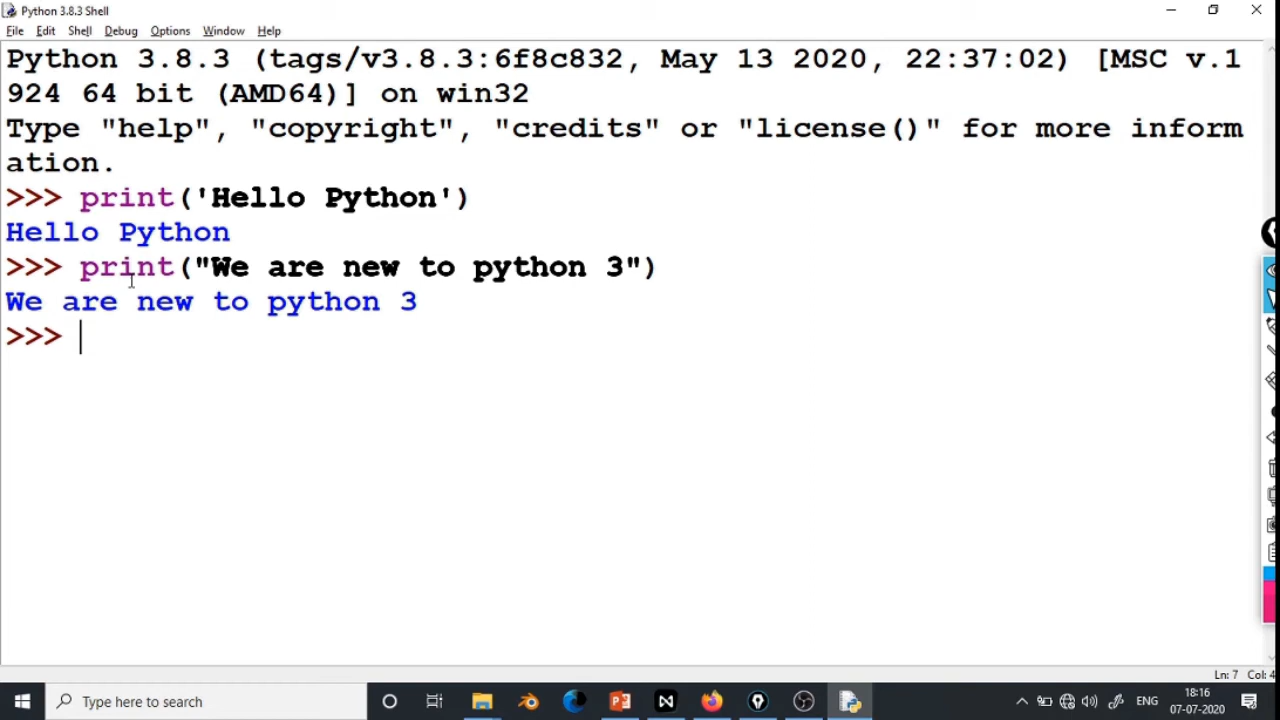 Python 3.8.3 Shell
File Edit Shell Debug Options Window Help
Python 3.8.3 (tags/v3.8.3:6f8c832, May 13 2020, 22:37:02) [MSC v.1
924 64 bit (AMD64)] on win32
Type "help", "copyright", "credits" or "license()" for more inform
ation.
>>> print('Hello Python')
Hello Python
>>> print("We are new to python 3")
We are new to python 3
>>>
Ln: 7 Col: 4
Type here to search
ENG
18:16
07-07-2020